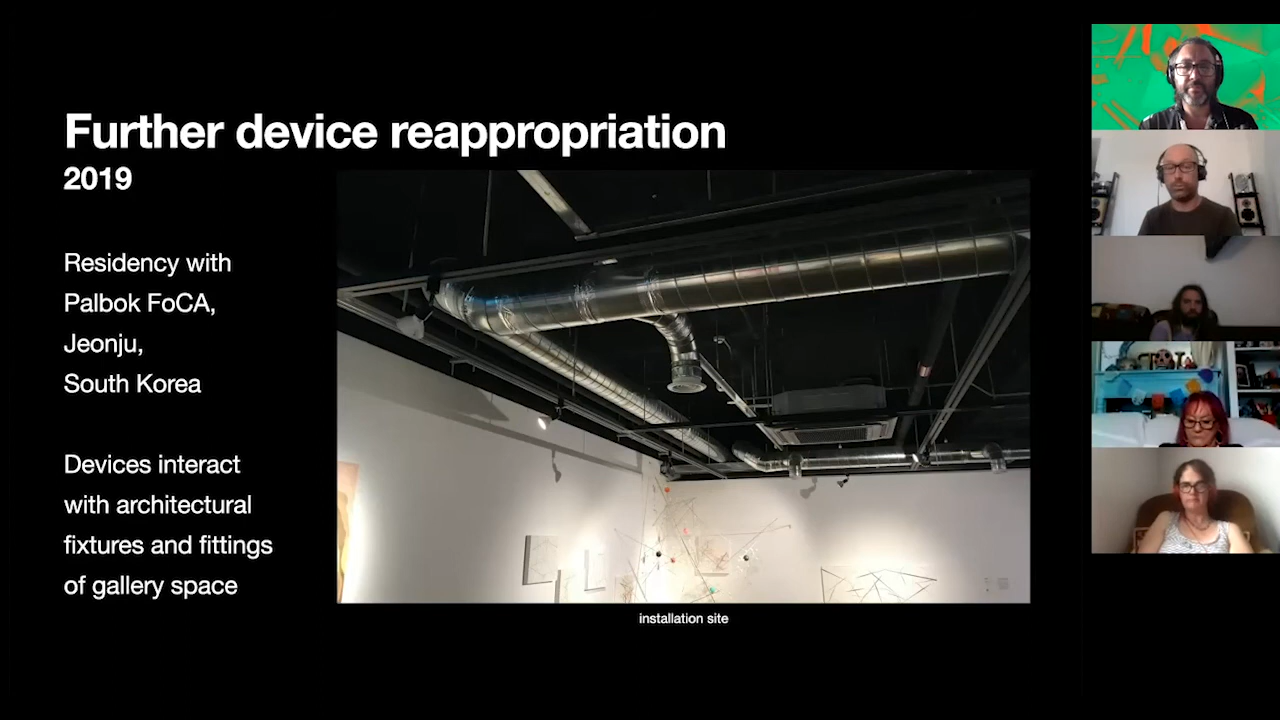 Further device reappropriation
2019
Residency with
Palbok FoCA,
Jeonju,
South Korea
Devices interact
with architectural
fixtures and fittings
of gallery space
installation site